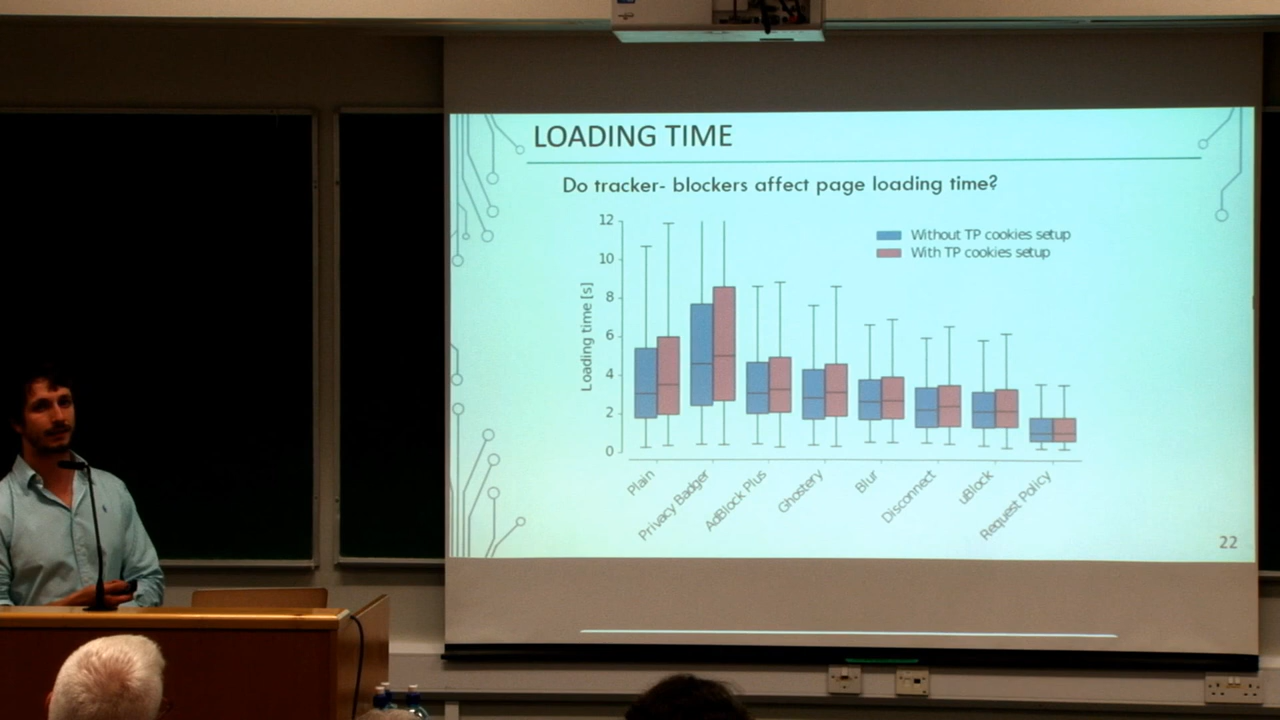 LOADING TIME
Do tracker- blockers affect page loading time?
Without TP cookies setup
With TP cookies setup
Loading time [s]
12
10
8
6
4
2
0
Plain
Privacy Badger
AdBlock Plus
Ghostery
Blur
Disconnect
uBlock
Request Policy
22